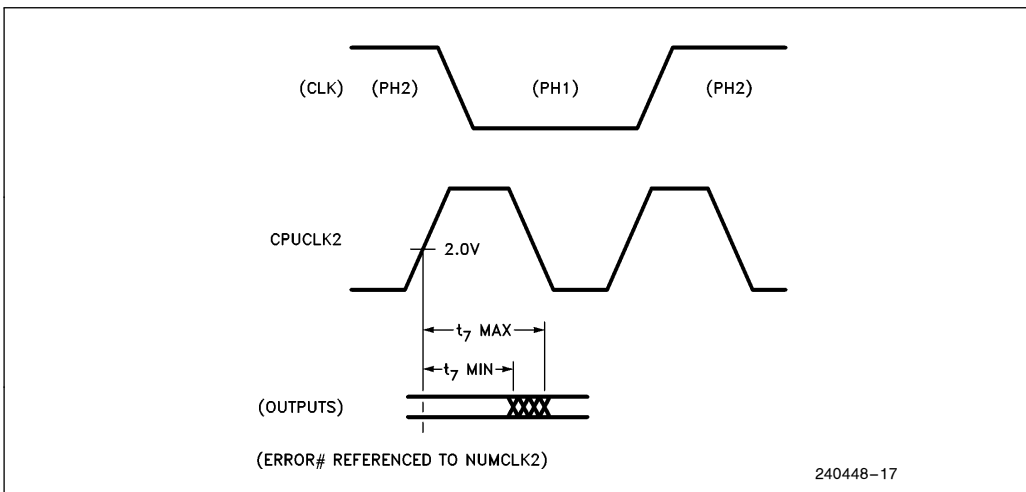 (CLK) (PH2) (PH1) (PH2)
CPUCLK2
2.0V
t7 MAX
t7 MIN
(OUTPUTS)
(ERROR# REFERENCED TO NUMCLK2)
240448-17